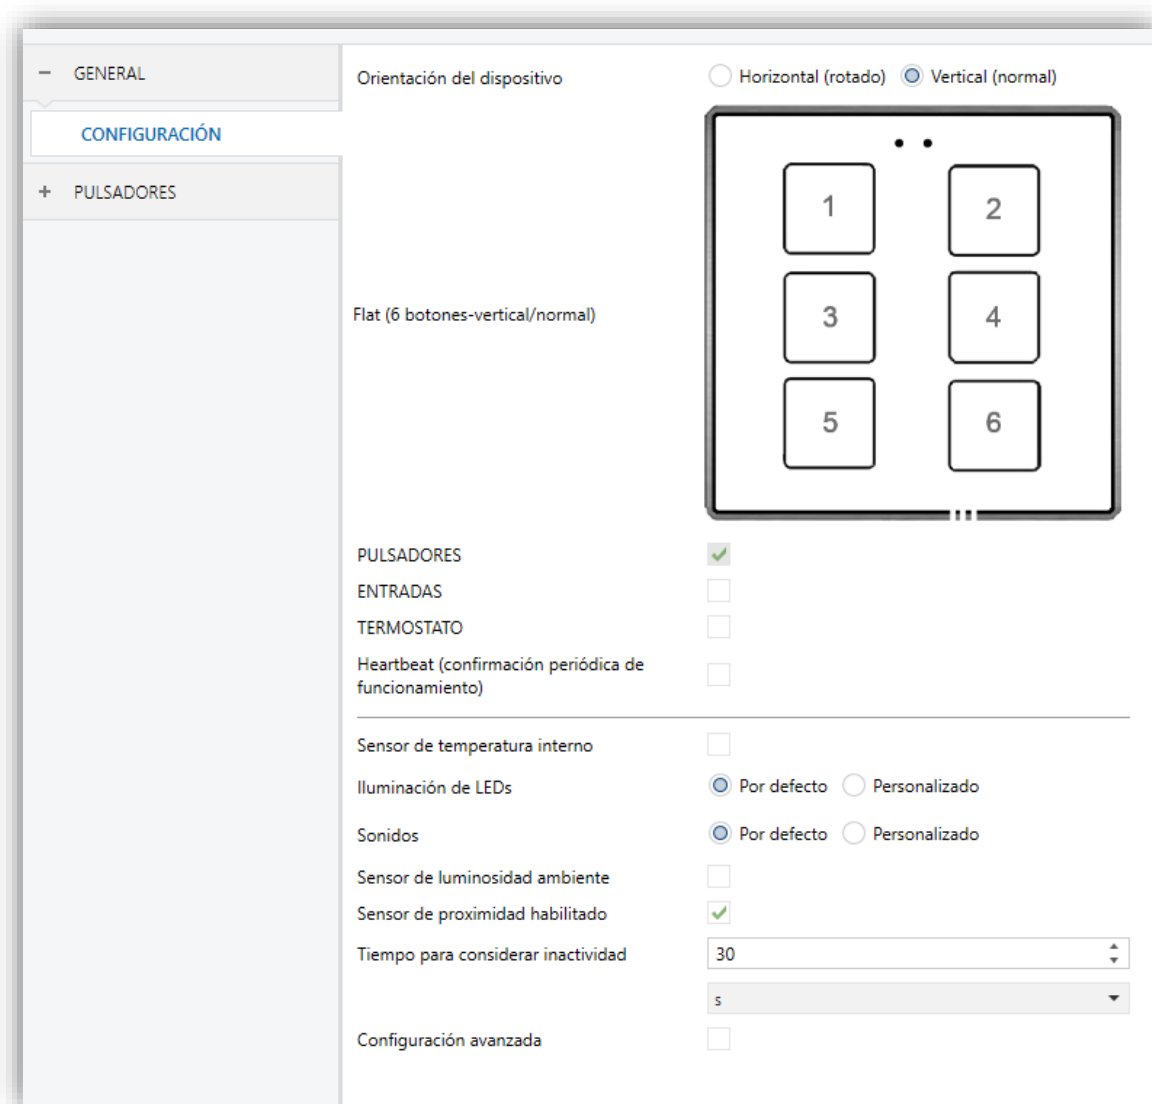 GENERAL
CONFIGURACIÓN
PULSADORES
Orientación del dispositivo
Horizontal (rotado) Vertical (normal)
1 2
Flat (6 botones-vertical/normal)
3 4
5 6
PULSADORES
ENTRADAS
TERMOSTATO
Heartbeat (confirmación periódica de
funcionamiento)
Sensor de temperatura interno
Iluminación de LEDs
Por defecto Personalizado
Sonidos
Por defecto Personalizado
Sensor de luminosidad ambiente
Sensor de proximidad habilitado
Tiempo para considerar inactividad
30
s
Configuración avanzada